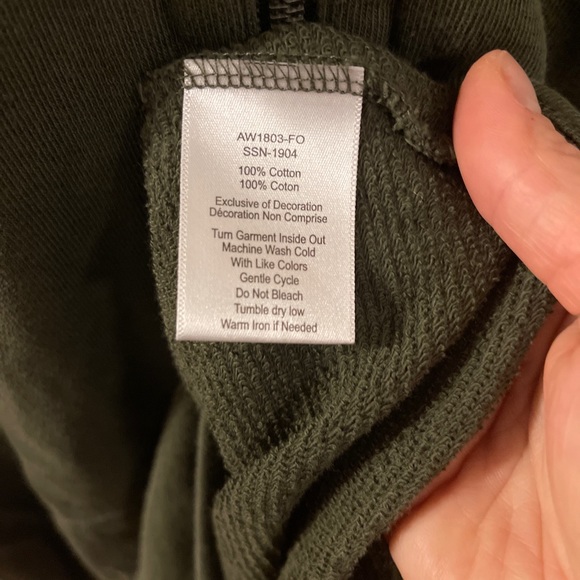 AW1803-FO
SSN-1904
100% Cotton
100% Coton
Exclusive of Decoration
Décoration Non Comprise
Turn Garment Inside Out
Machine Wash Cold
With Like Colors
Gentle Cycle
Do Not Bleach
Tumble dry low
Warm Iron if Needed